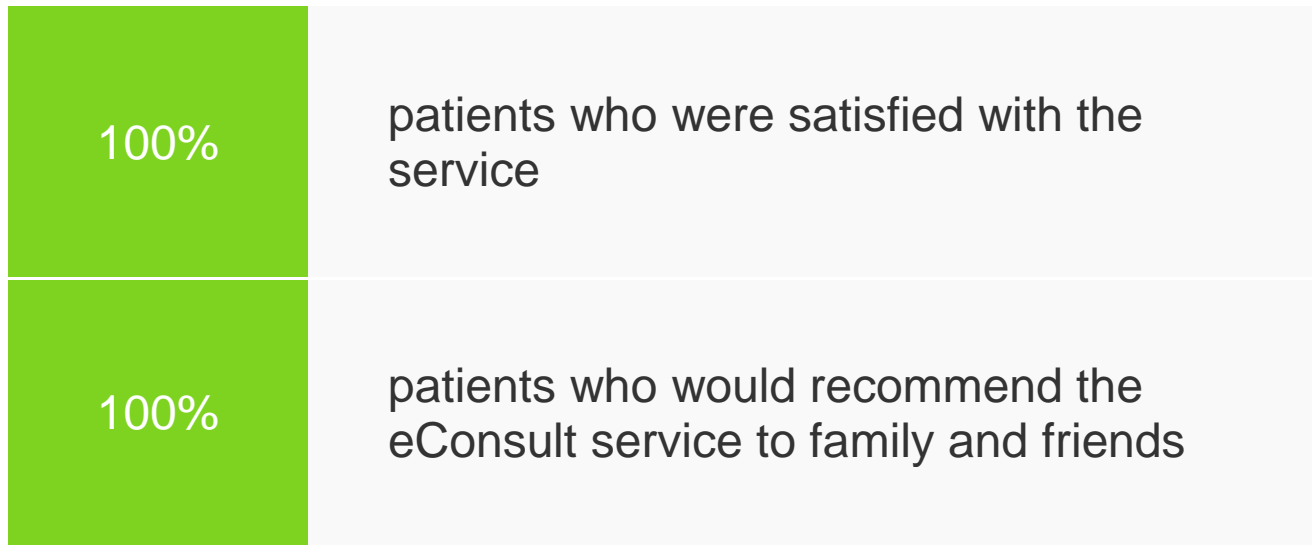 100%
patients who were satisfied with the
service
100%
patients who would recommend the
eConsult service to family and friends